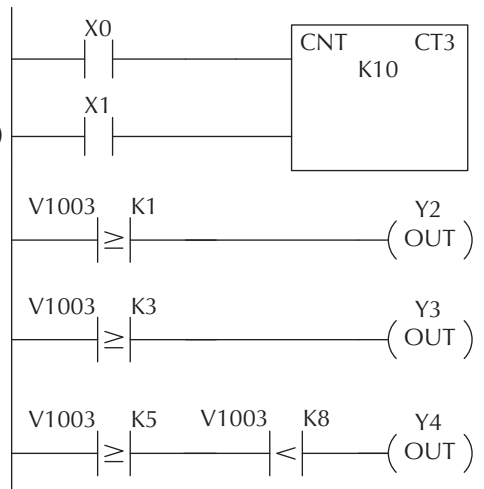 X0
CNT CT3
K10
X1
)
V1003 K1 Y2
≥ ( OUT )
V1003 K3 Y3
≥ ( OUT )
V1003 K5 V1003 K8 Y4
≥ < ( OUT )